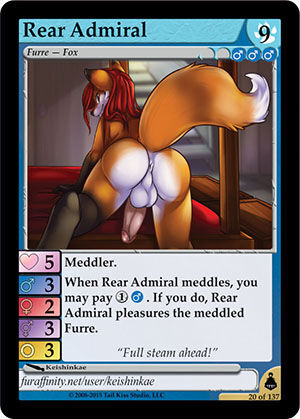 Rear Admiral 9
Furre — Fox
5 Meddler.
3 When Rear Admiral meddles, you
2 may pay 1 ♂. If you do, Rear
3 Admiral pleasures the meddled
Furre.
3 “Full steam ahead!”
Keishinkae
furaffinity.net/user/keishinkae
© 2008-2015 Tail Kiss Studio, LLC
20 of 137